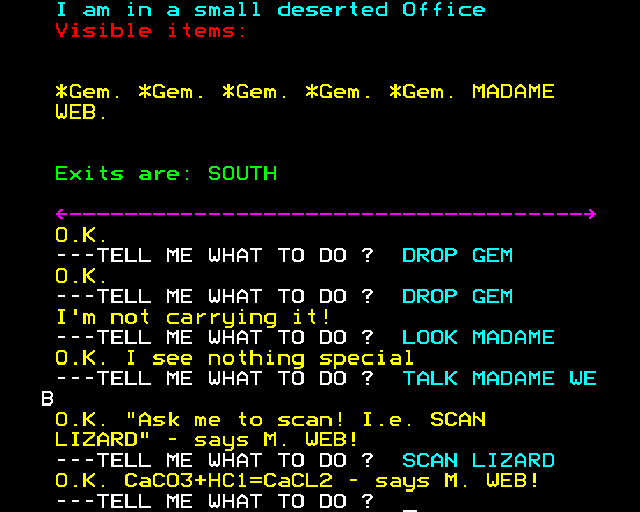 I am in a small deserted Office
Visible items:
*Gem. *Gem. *Gem. *Gem. *Gem. MADAME
WEB.
Exits are: SOUTH
<-------------------------------------->
O.K.
---TELL ME WHAT TO DO ? DROP GEM
O.K.
---TELL ME WHAT TO DO ? DROP GEM
I'm not carrying it!
---TELL ME WHAT TO DO ? LOOK MADAME
O.K. I see nothing special
---TELL ME WHAT TO DO ? TALK MADAME WE
B
O.K. "Ask me to scan! I.e. SCAN
LIZARD" - says M. WEB!
---TELL ME WHAT TO DO ? SCAN LIZARD
O.K. CaCO3+HCl=CaCL2 - says M. WEB!
---TELL ME WHAT TO DO ? _